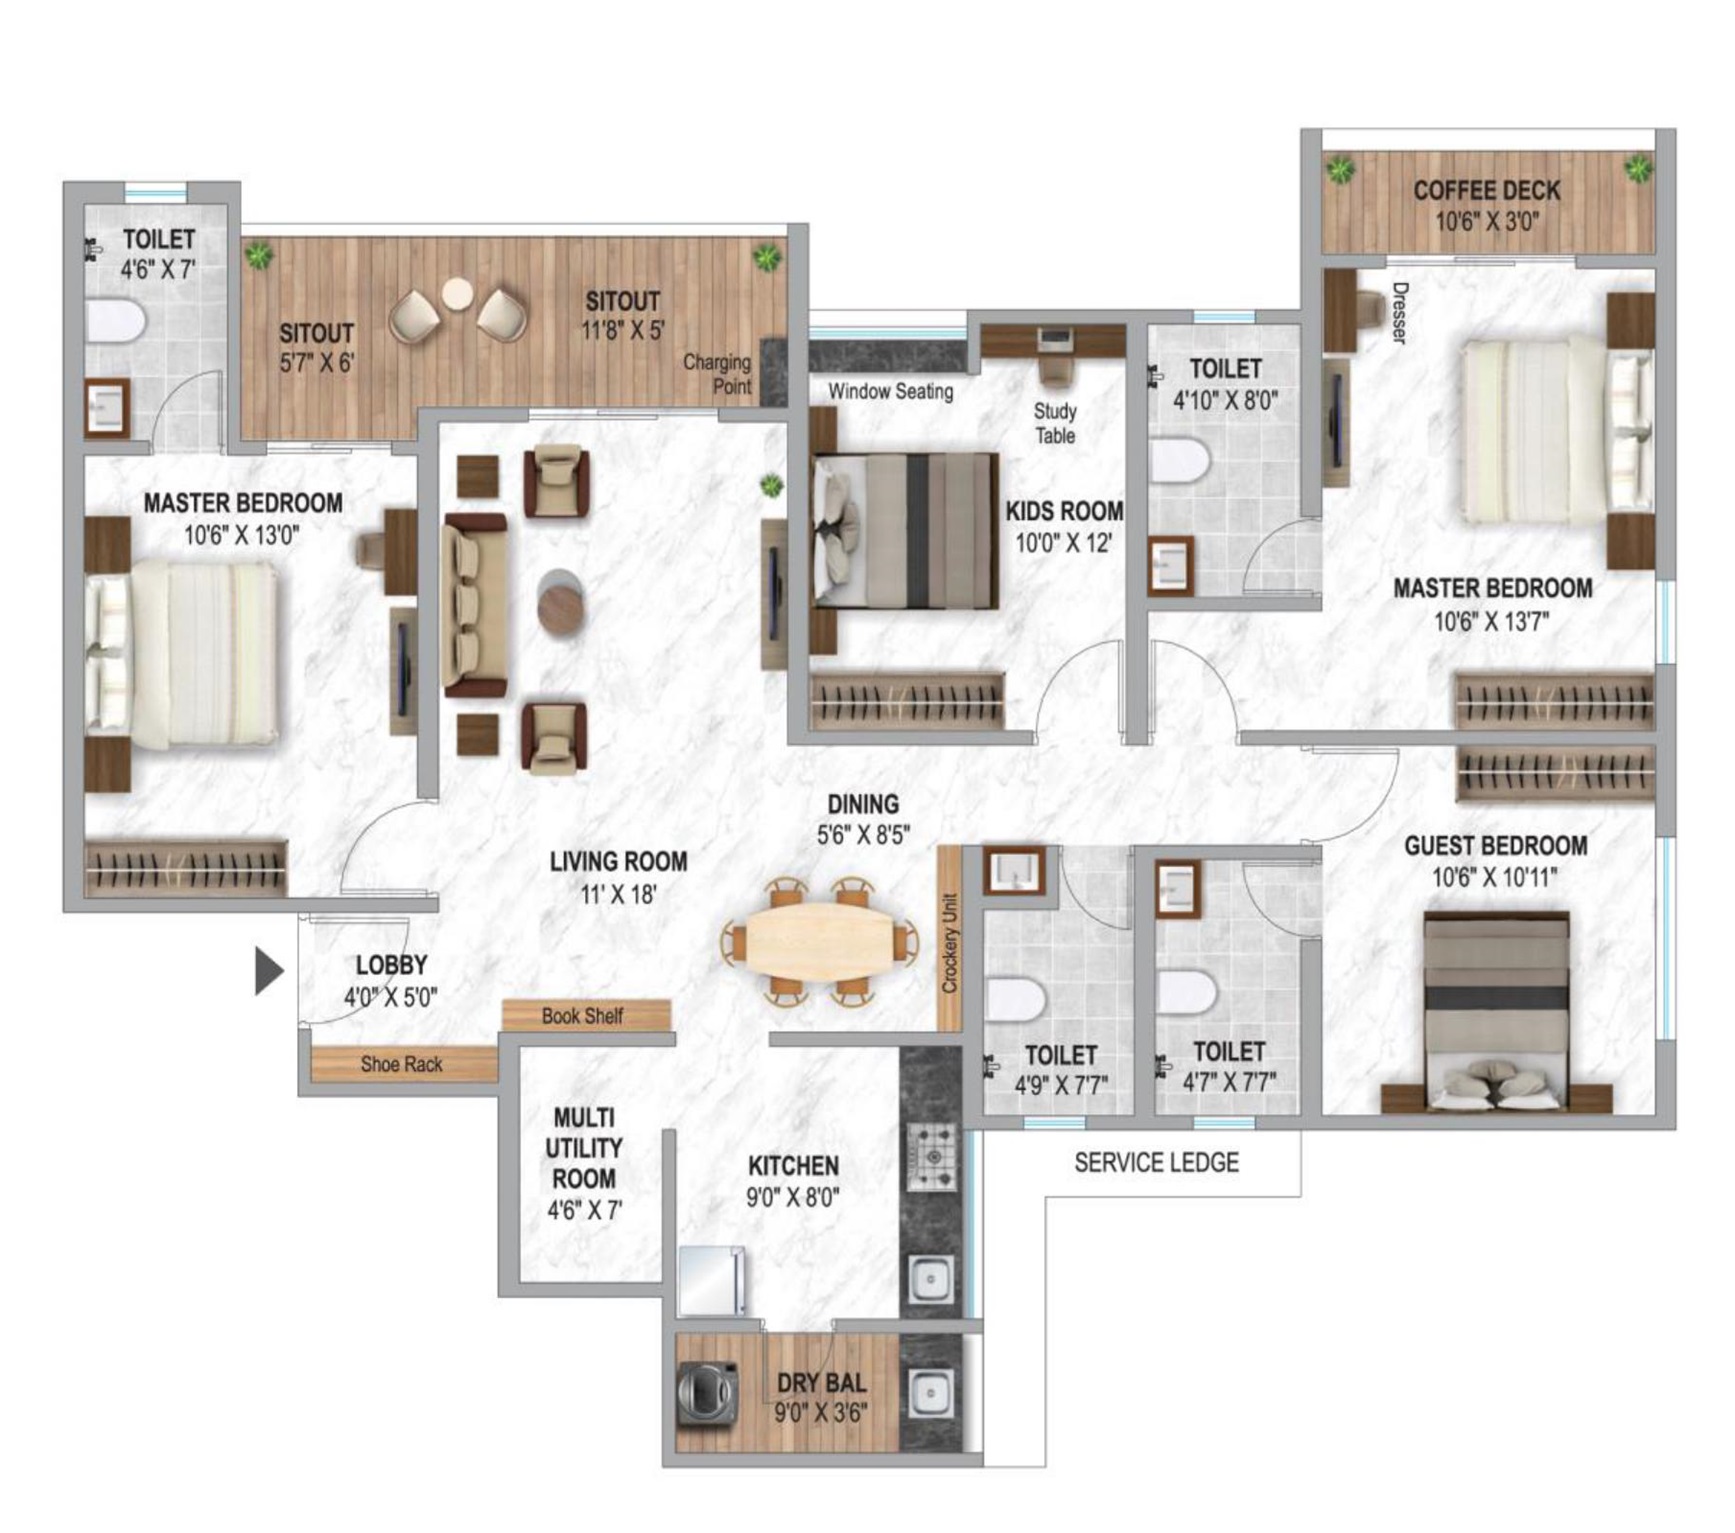 COFFEE DECK
10'6" X 3'0"
TOILET
4'6" X 7'
SITOUT
5'7" X 6'
SITOUT
11'8" X 5'
Charging
Point
Window Seating
Study
Table
TOILET
4'10" X 8'0"
Dresser
MASTER BEDROOM
10'6" X 13'0"
KIDS ROOM
10'0" X 12'
MASTER BEDROOM
10'6" X 13'7"
DINING
5'6" X 8'5"
LIVING ROOM
11' X 18'
GUEST BEDROOM
10'6" X 10'11"
Crockery Unit
LOBBY
4'0" X 5'0"
Book Shelf
Shoe Rack
TOILET
4'9" X 7'7"
TOILET
4'7" X 7'7"
MULTI
UTILITY
ROOM
4'6" X 7'
KITCHEN
9'0" X 8'0"
SERVICE LEDGE
DRY BAL
9'0" X 3'6"